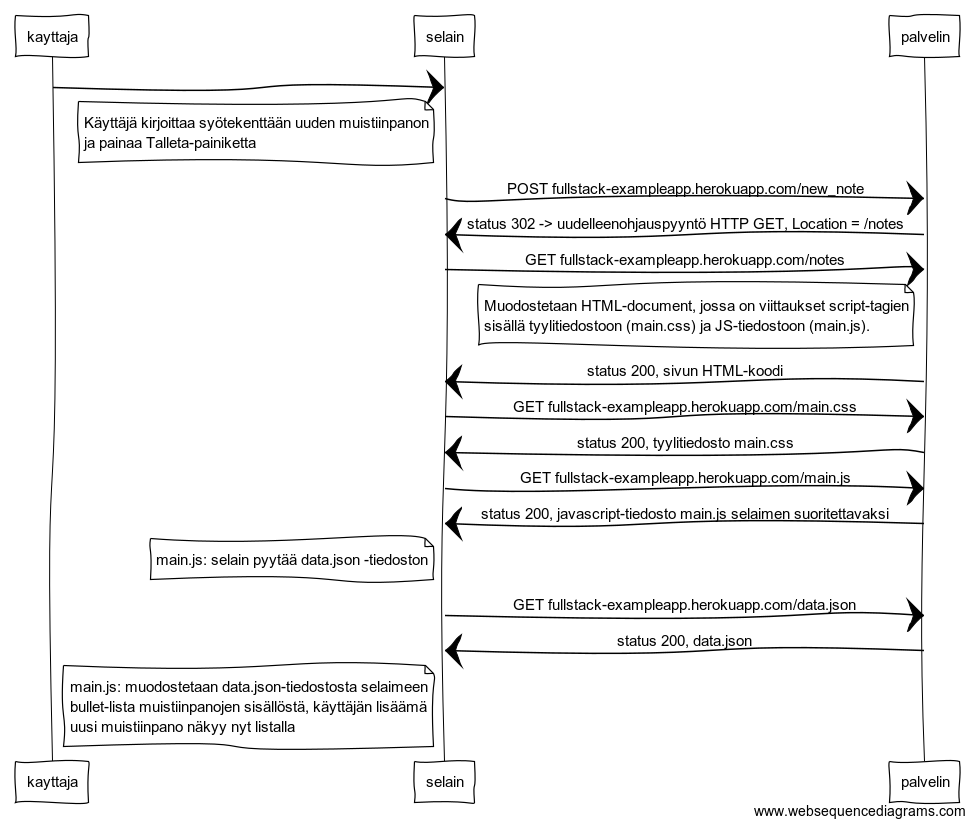 kayttaja
selain
palvelin
Käyttäjä kirjoittaa syötekenttään uuden muistiinpanon
ja painaa Talleta-painiketta
POST fullstack-exampleapp.herokuapp.com/new_note
status 302 -> uudelleenohjauspyyntö HTTP GET, Location = /notes
GET fullstack-exampleapp.herokuapp.com/notes
Muodostetaan HTML-document, jossa on viittaukset script-tagien
sisällä tyylitiedostoon (main.css) ja JS-tiedostoon (main.js).
status 200, sivun HTML-koodi
GET fullstack-exampleapp.herokuapp.com/main.css
status 200, tyylitiedosto main.css
GET fullstack-exampleapp.herokuapp.com/main.js
status 200, javascript-tiedosto main.js selaimen suoritettavaksi
main.js: selain pyytää data.json -tiedoston
GET fullstack-exampleapp.herokuapp.com/data.json
status 200, data.json
main.js: muodostetaan data.json-tiedostosta selaimeen
bullet-lista muistiinpanojen sisällöstä, käyttäjän lisäämä
uusi muistiinpano näkyy nyt listalla
kayttaja
selain
palvelin
www.websequencediagrams.com